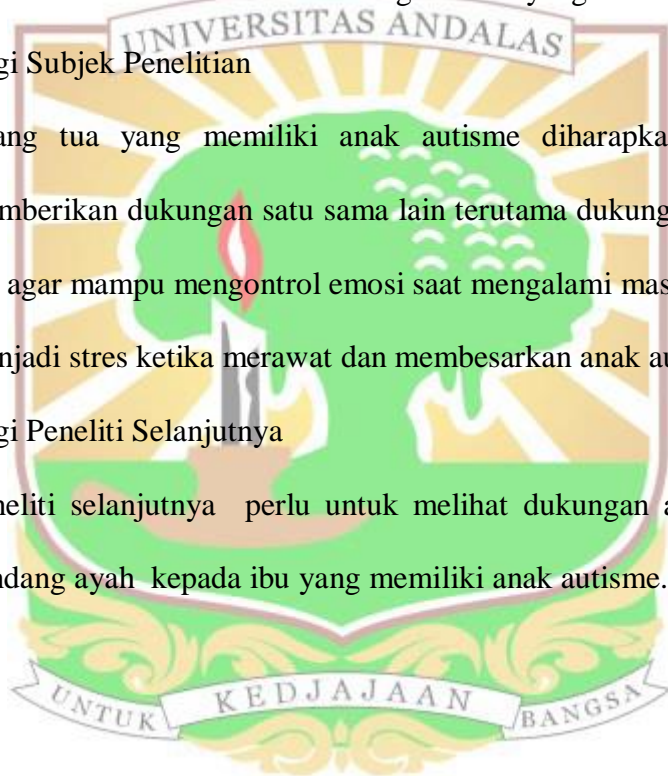 UNIVERSITAS ANDALAS
gi Subjek Penelitian
ang tua yang memiliki anak autisme diharapka
mberikan dukungan satu sama lain terutama dukung
agar mampu mengontrol emosi saat mengalami mas
njadi stres ketika merawat dan membesarkan anak au
gi Peneliti Selanjutnya
neliti selanjutnya perlu untuk melihat dukungan a
ndang ayah kepada ibu yang memiliki anak autisme.
UNTUK KEDJAJAAN BANGSA